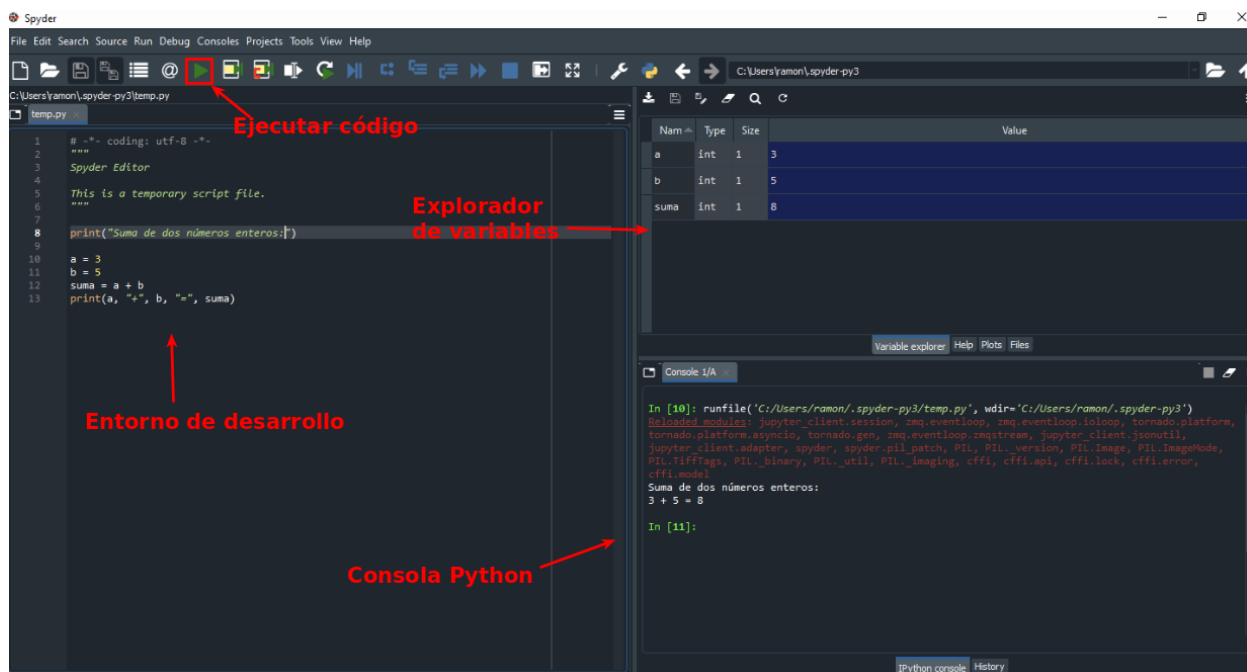 Spyder
File Edit Search Source Run Debug Consoles Projects Tools View Help
C:\Users\ramon\.spyder-py3
C:\Users\ramon\.spyder-py3\temp.py
temp.py
Ejecutar código
1 # -*- coding: utf-8 -*-
2 """
3 Spyder Editor
4
5 This is a temporary script file.
6 """
7
8 print("Suma de dos números enteros:")
9
10 a = 3
11 b = 5
12 suma = a + b
13 print(a, "+", b, "=", suma)
Entorno de desarrollo
Explorador
de variables
Nam Type Size Value
a int 1 3
b int 1 5
suma int 1 8
Variable explorer Help Plots Files
Console 1/A
In [10]: runfile('C:/Users/ramon/.spyder-py3/temp.py', wdir='C:/Users/ramon/.spyder-py3')
Reloaded modules: jupyter_client.session, zmq.eventloop, zmq.eventloop.ioloop, tornado.platform,
tornado.platform.asyncio, tornado.gen, zmq.eventloop.zmqstream, jupyter_client.jsonutil,
jupyter_client.adapter, spyder, spyder.pil_patch, PIL, PIL._version, PIL.Image, PIL.ImageMode,
PIL.TiffTags, PIL._binary, PIL._util, PIL._imaging, cffi, cffi.api, cffi.lock, cffi.error,
cffi.model
Suma de dos números enteros:
3 + 5 = 8
In [11]:
Consola Python
IPython console History